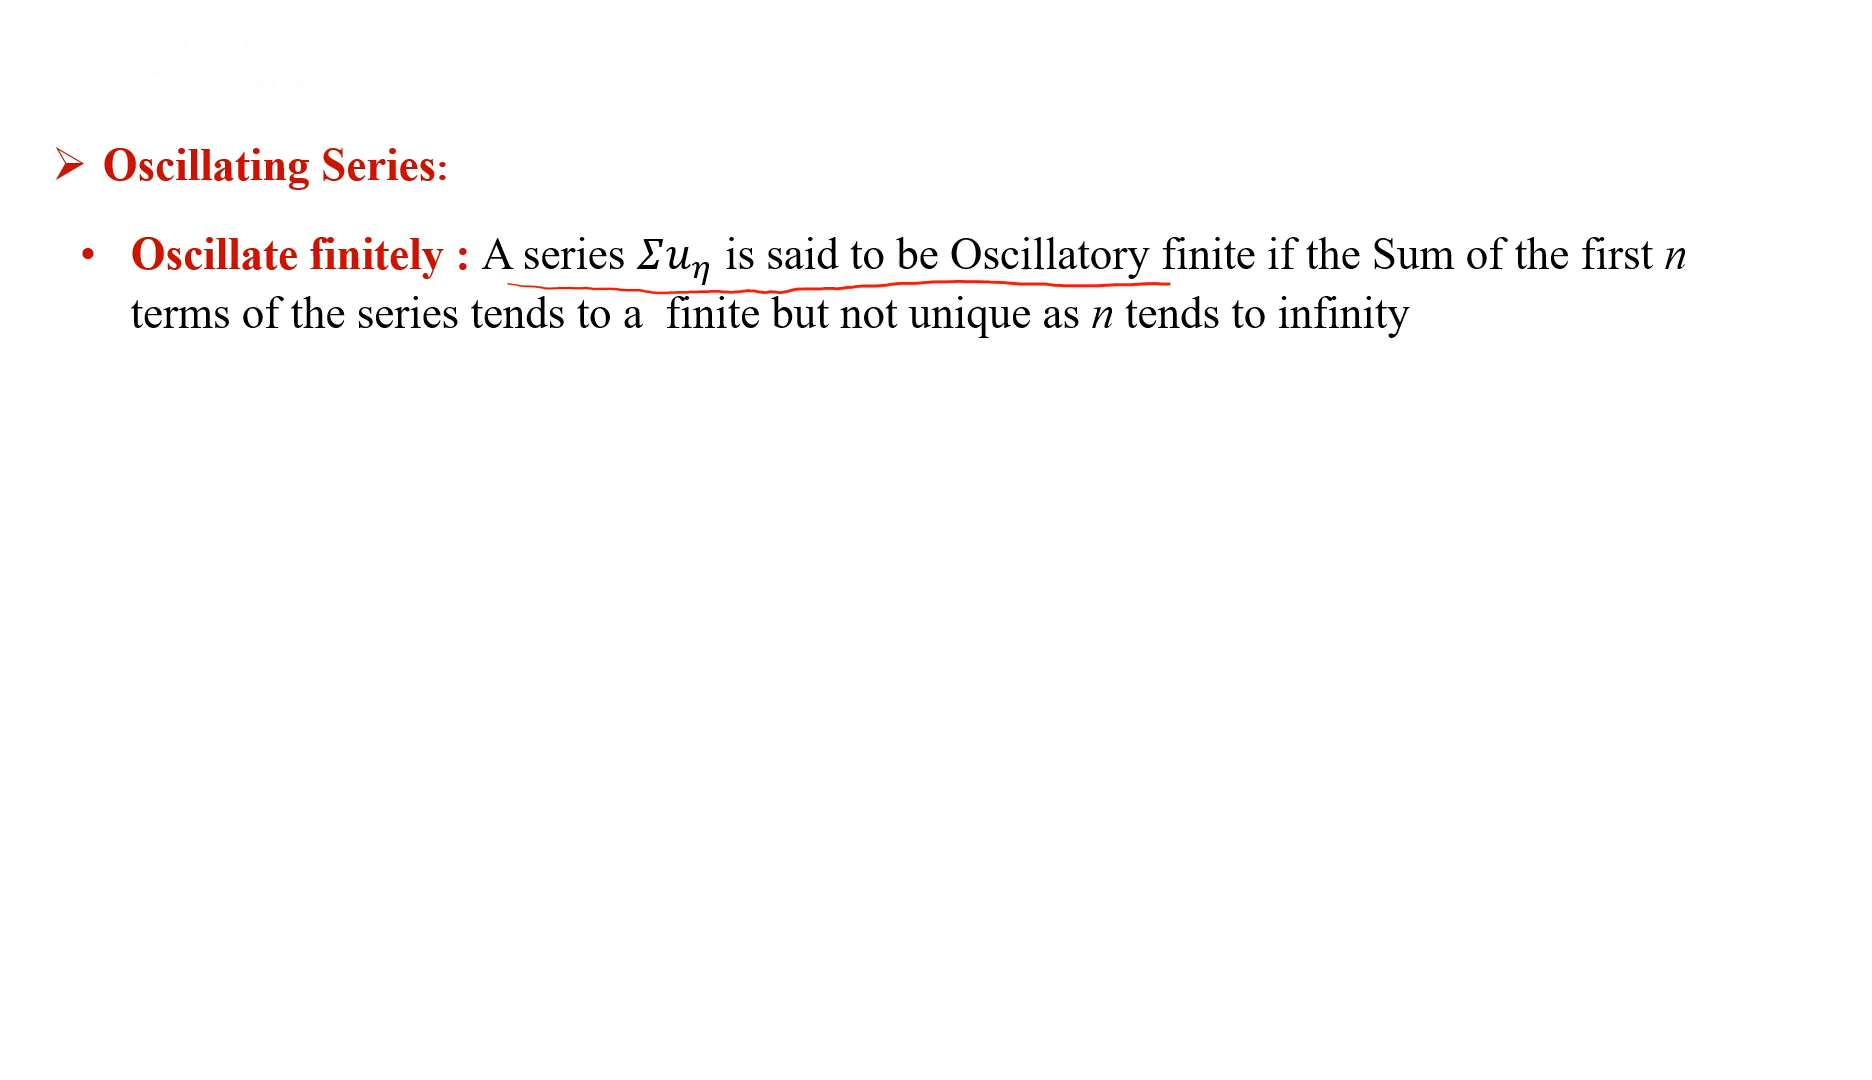 ➢ Oscillating Series:
• Oscillate finitely : A series Σu_η is said to be Oscillatory finite if the Sum of the first n
terms of the series tends to a  finite but not unique as n tends to infinity